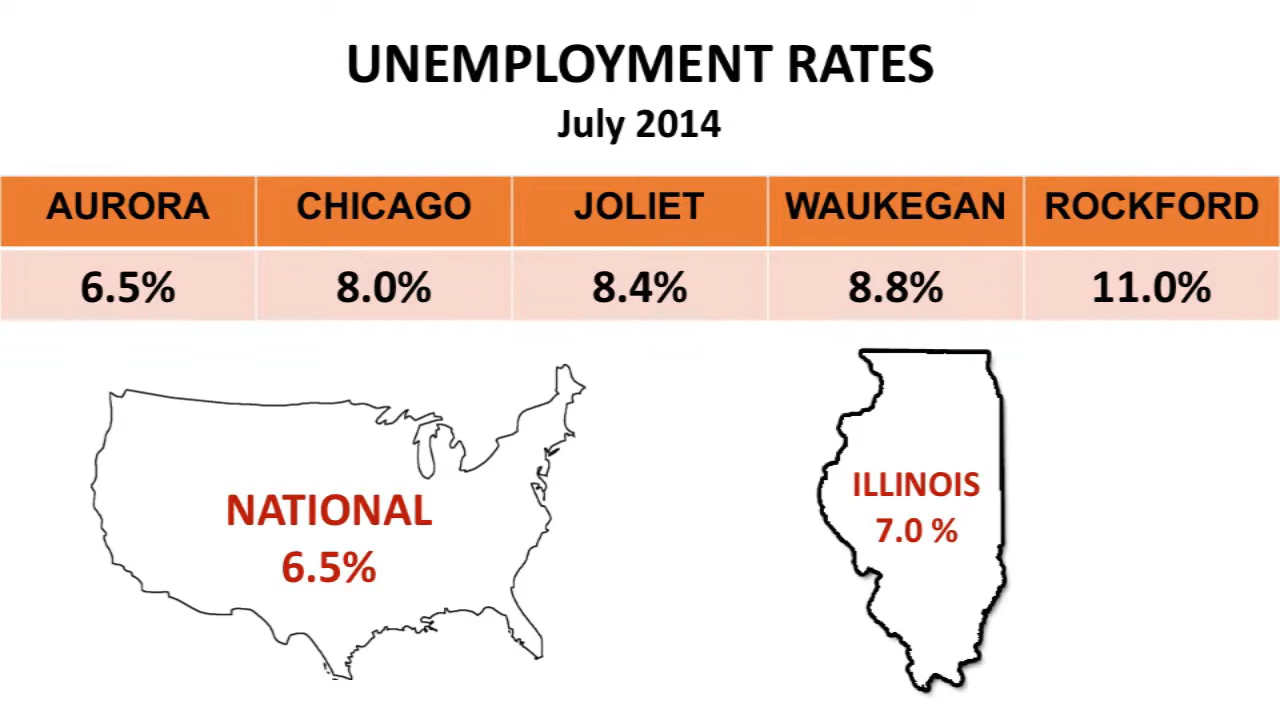 UNEMPLOYMENT RATES
July 2014
AURORA CHICAGO JOLIET WAUKEGAN ROCKFORD
6.5% 8.0% 8.4% 8.8% 11.0%
NATIONAL
6.5%
ILLINOIS
7.0 %